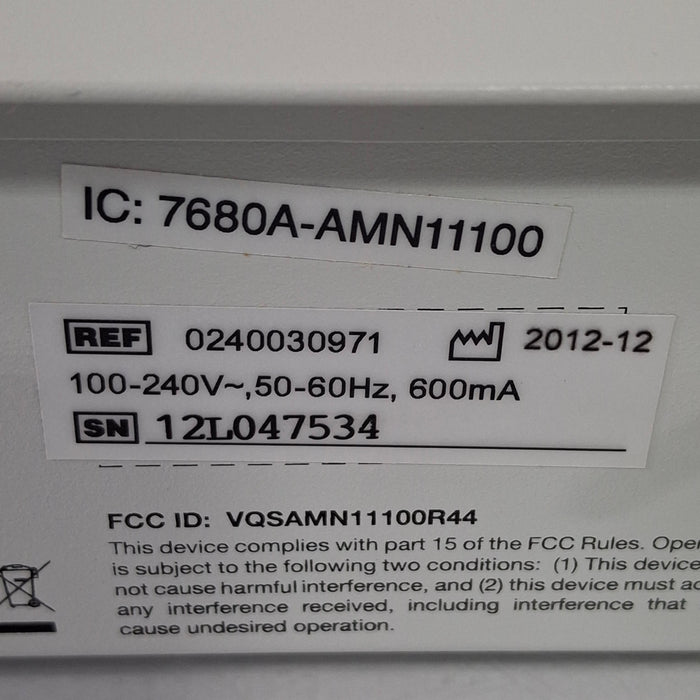 IC: 7680A-AMN11100
REF 0240030971 2012-12
100-240V~,50-60Hz, 600mA
SN 12L047534
FCC ID: VQSAMN11100R44
This device complies with part 15 of the FCC Rules. Oper
is subject to the following two conditions: (1) This device
not cause harmful interference, and (2) this device must ac
any interference received, including interference that
cause undesired operation.